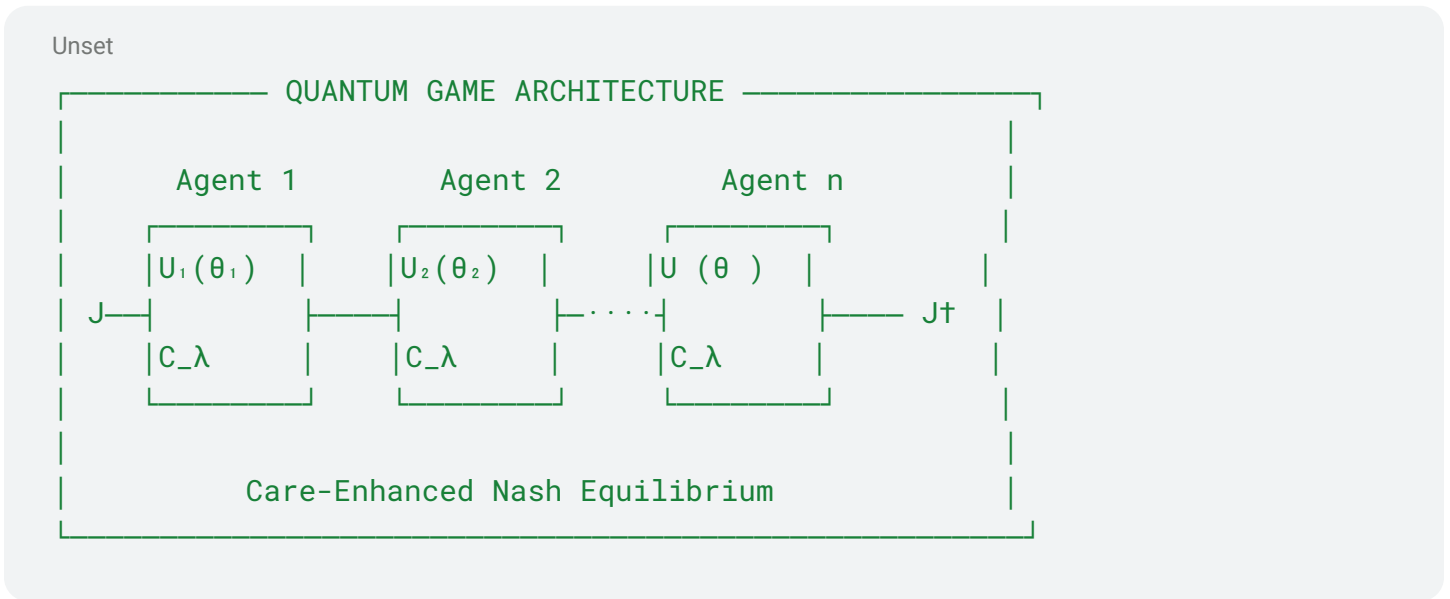 Unset
QUANTUM GAME ARCHITECTURE
Agent 1 Agent 2 Agent n
U₁(θ₁) U₂(θ₂) U (θ )
J ···· J†
C_λ C_λ C_λ
Care-Enhanced Nash Equilibrium